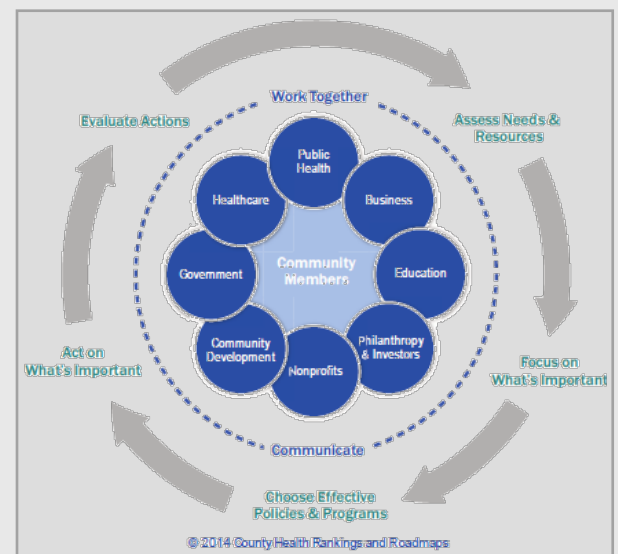 Work Together
Evaluate Actions
Assess Needs &
Resources
Public
Health
Healthcare
Business
Government
Community
Members
Education
Community
Development
Philanthropy
& Investors
Nonprofits
Act on
What's Important
Focus on
What's Important
Communicate
Choose Effective
Policies & Programs
© 2014 County Health Rankings and Roadmaps